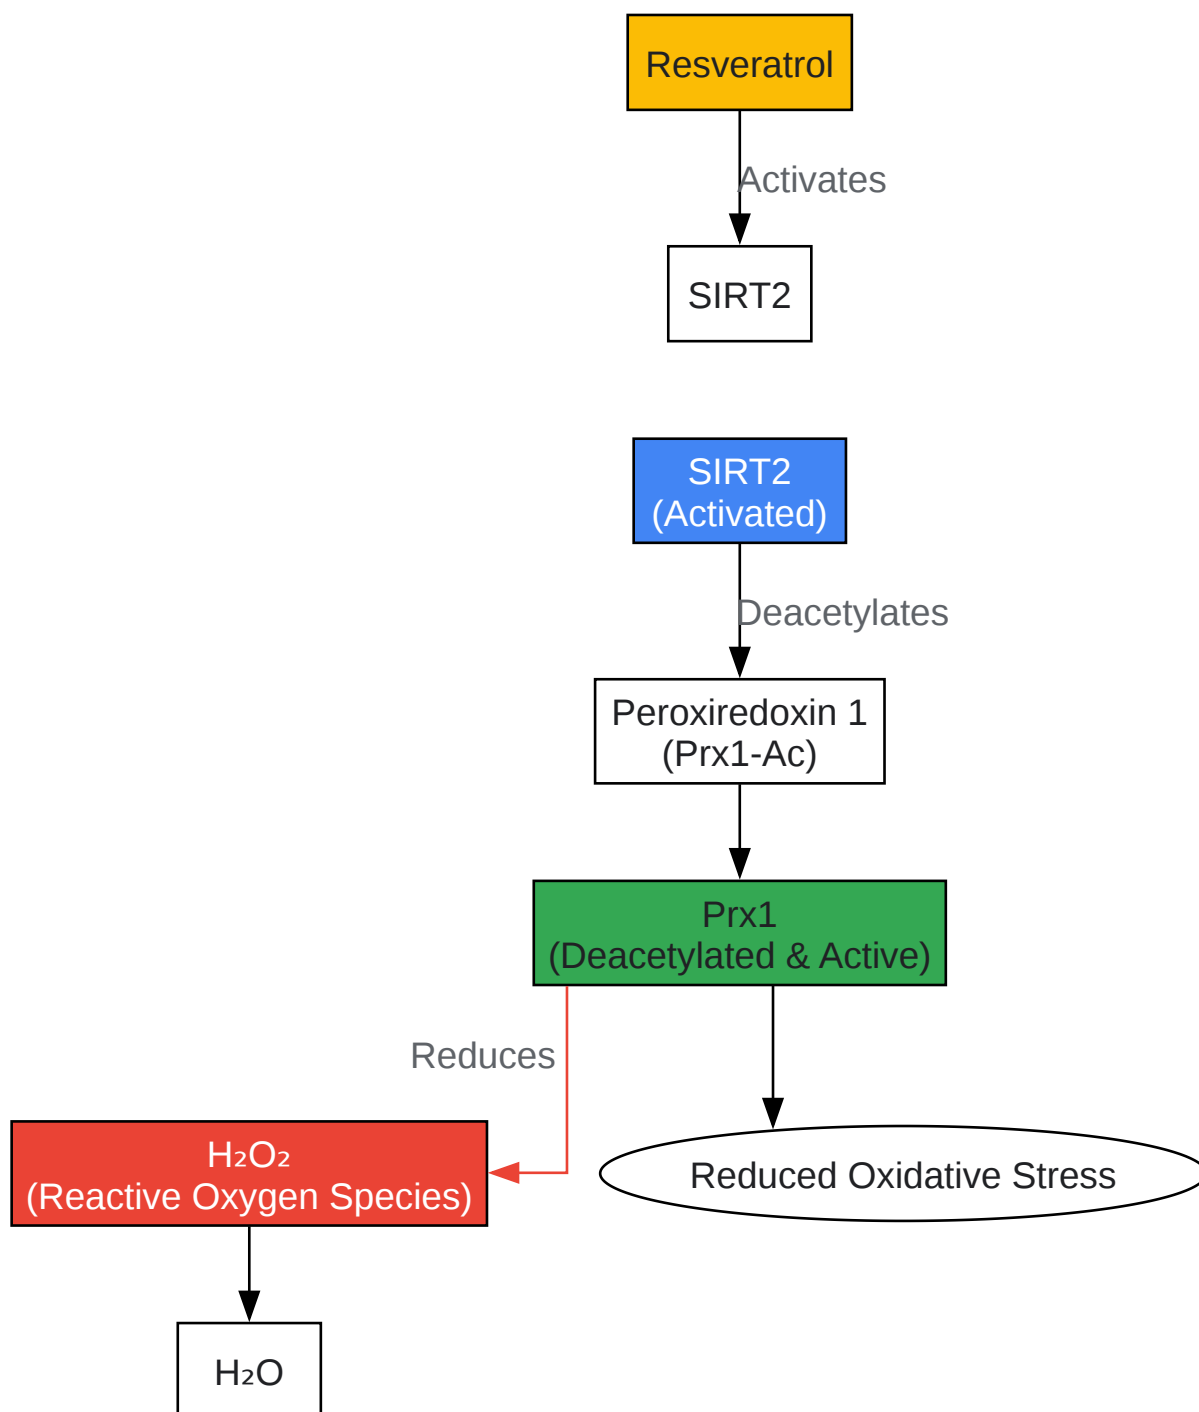 Resveratrol
Activates
SIRT2
SIRT2
(Activated)
Deacetylates
Peroxiredoxin 1
(Prx1-Ac)
Prx1
(Deacetylated & Active)
Reduces
H₂O₂
(Reactive Oxygen Species)
Reduced Oxidative Stress
H₂O